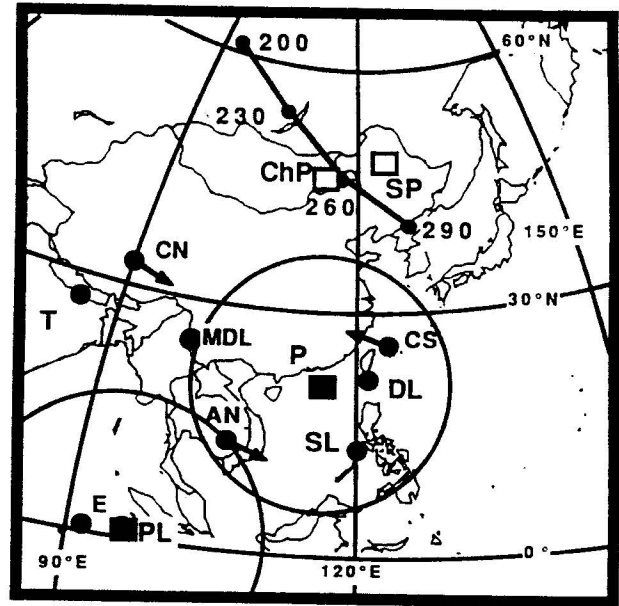 200
60°N
230
ChP
SP
260
290
150°E
CN
30°N
T
MDL
CS
P
DL
AN
SL
E
PL
0°
90°E
120°E